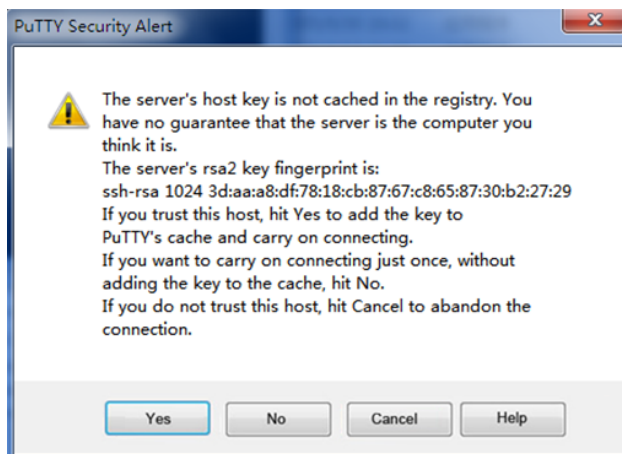 PuTTY Security Alert
The server's host key is not cached in the registry. You
have no guarantee that the server is the computer you
think it is.
The server's rsa2 key fingerprint is:
ssh-rsa 1024 3d:aa:a8:df:78:18:cb:87:67:c8:65:87:30:b2:27:29
If you trust this host, hit Yes to add the key to
PuTTY's cache and carry on connecting.
If you want to carry on connecting just once, without
adding the key to the cache, hit No.
If you do not trust this host, hit Cancel to abandon the
connection.
Yes No Cancel Help